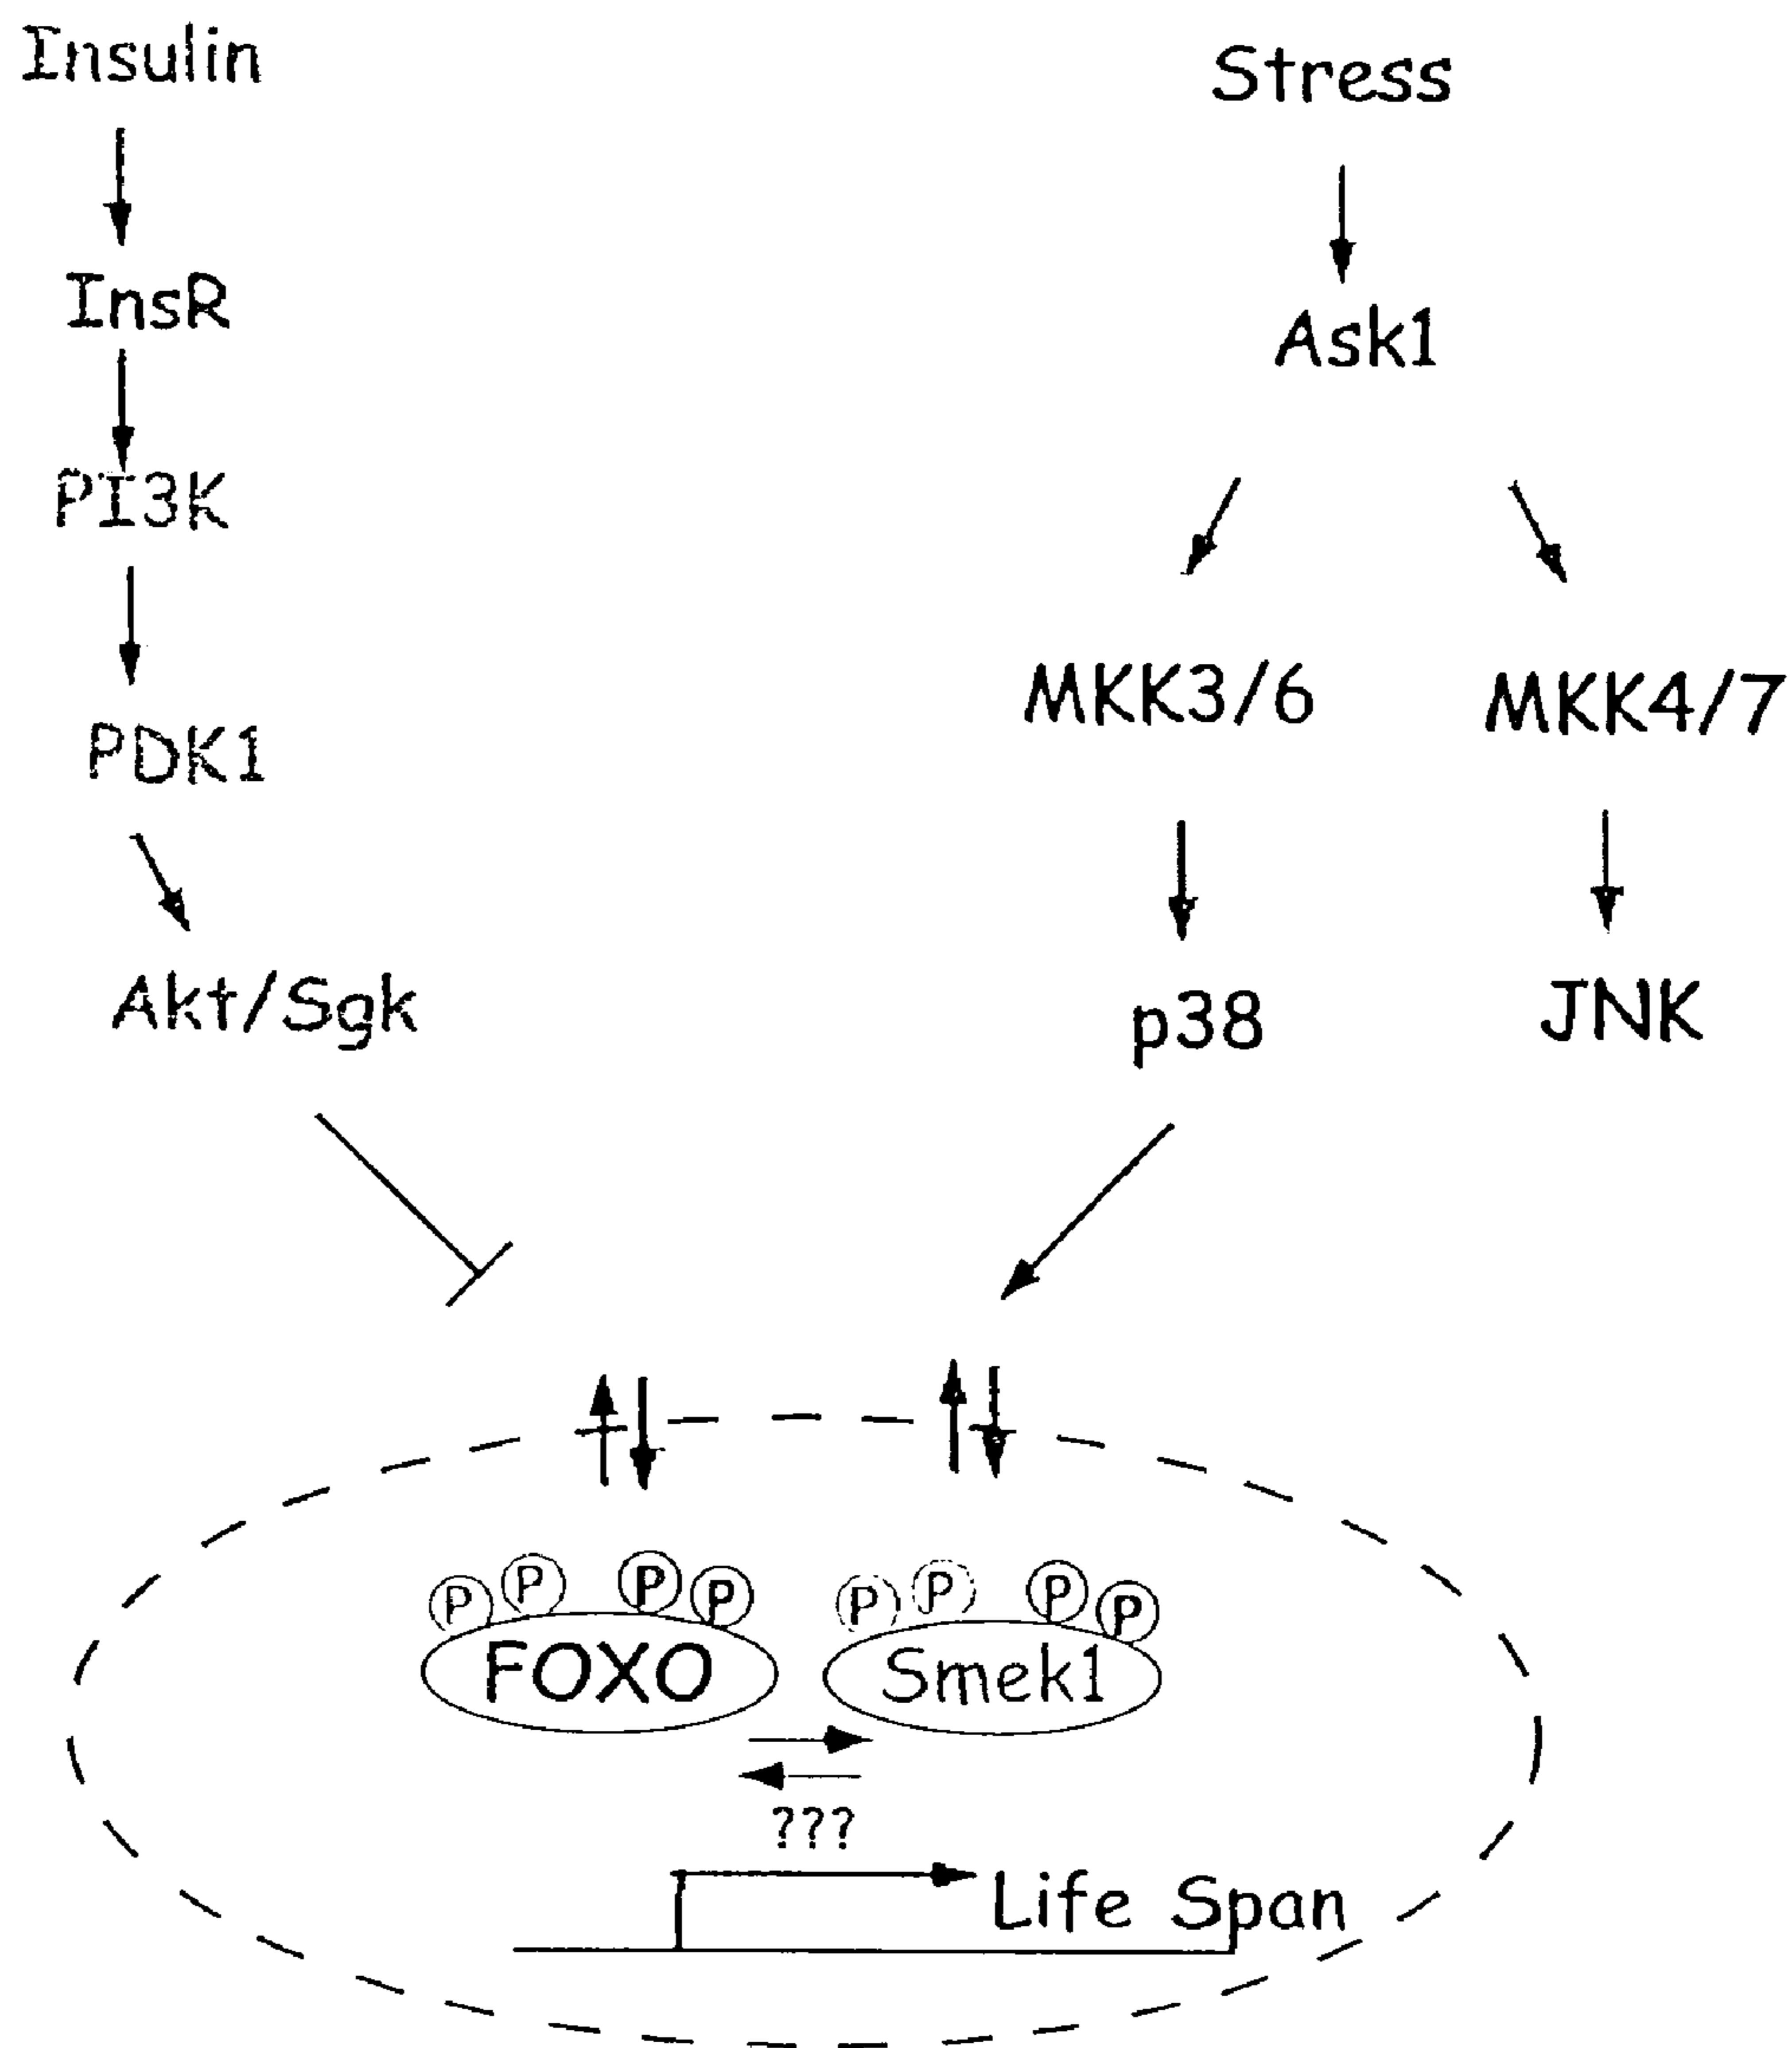 Insulin
Stress
InsR
Ask1
PI3K
PDK1
MKK3/6
MKK4/7
Akt/Sgk
p38
JNK
P P P P P P P P
FOXO
Smek1
???
Life Span